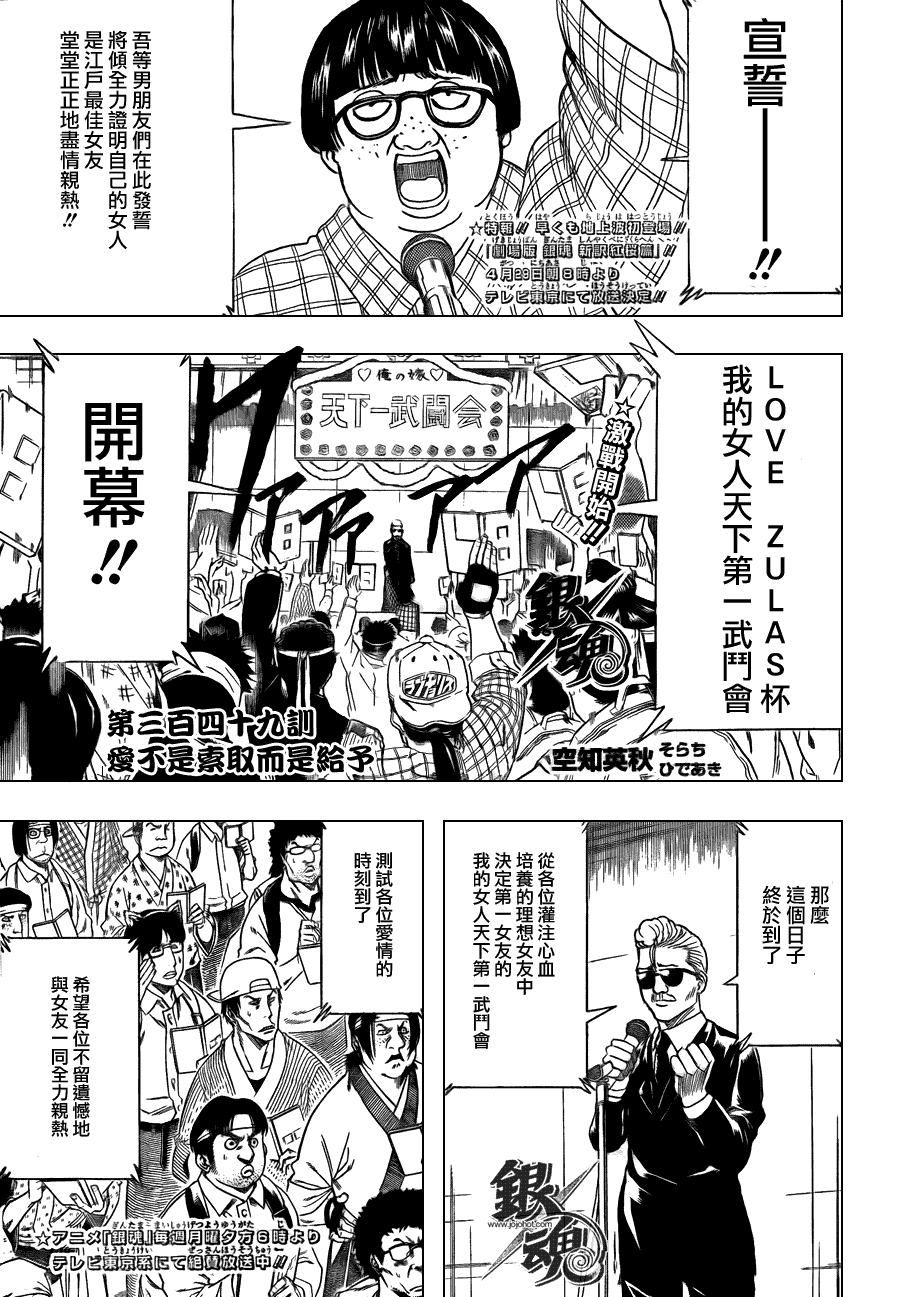 宣誓――!!
吾等男朋友們在此發誓
將傾全力證明自己的女人
是江戶最佳女友
堂堂正正地盡情親熱!!
☆特報!! 早くも地上波初登場!!
『劇場版 銀魂 新訳紅桜篇』!!
4月29日朝8時より
テレビ東京にて放送決定!!
LOVE ZULAS杯
我的女人天下第一武鬥會
☆激戰開始!!
♡俺の嫁♡
天下一武闘会
ワァァァァァ
開幕!!
銀魂
第三百四十九訓
愛不是索取而是給予
空知英秋
そらち
ひであき
那麼
這個日子
終於到了
從各位灌注心血
培養的理想女友中
決定第一女友的
我的女人天下第一武鬥會
銀魂
www.jojohot.com
測試各位愛情的
時刻到了
希望各位不留遺憾地
與女友一同全力親熱
☆アニメ「銀魂」毎週月曜夕方6時より
テレビ東京系にて絶賛放送中!!